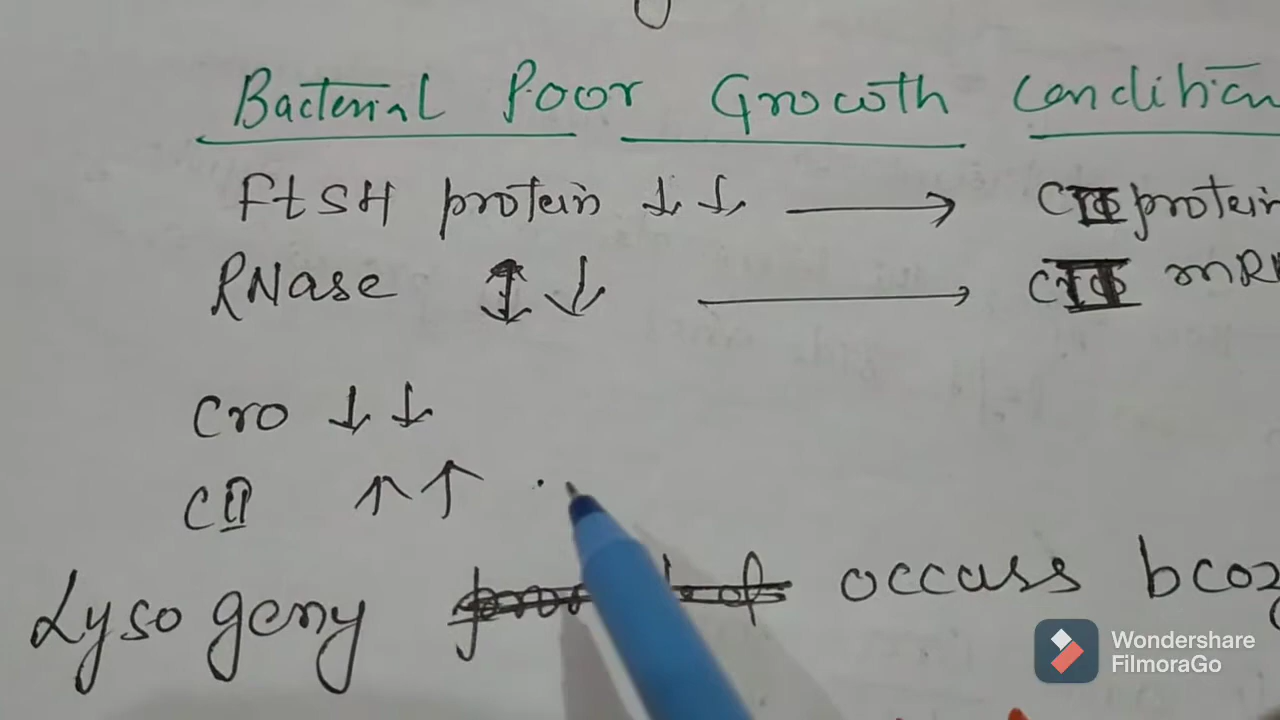 Bacterial Poor Growth Condition
FtSH protein ↓ ↓ → CII protein
RNase ↓ → CII mR
Cro ↓ ↓
CII ↑ ↑
Lysogeny occurs bcoz
Wondershare
FilmoraGo